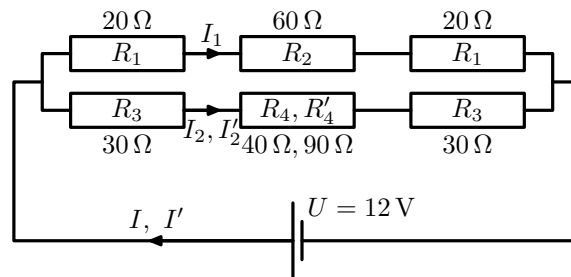 20 Ω 60 Ω 20 Ω
R₁ I₁ R₂ R₁
R₃ R₄, R′₄ R₃
30 Ω I₂, I′₂ 40 Ω, 90 Ω 30 Ω
I, I′ U = 12 V